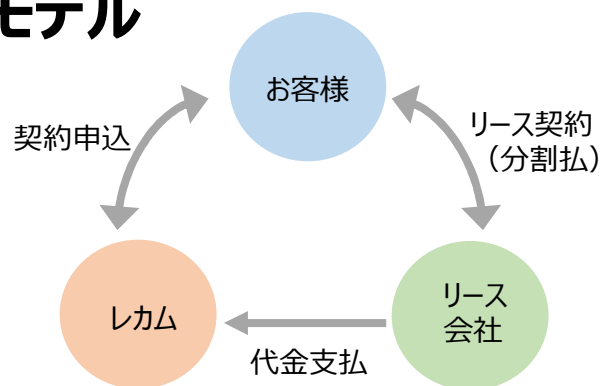 モデル
お客様
契約申込
リース契約
（分割払）
レカム
リース
会社
代金支払